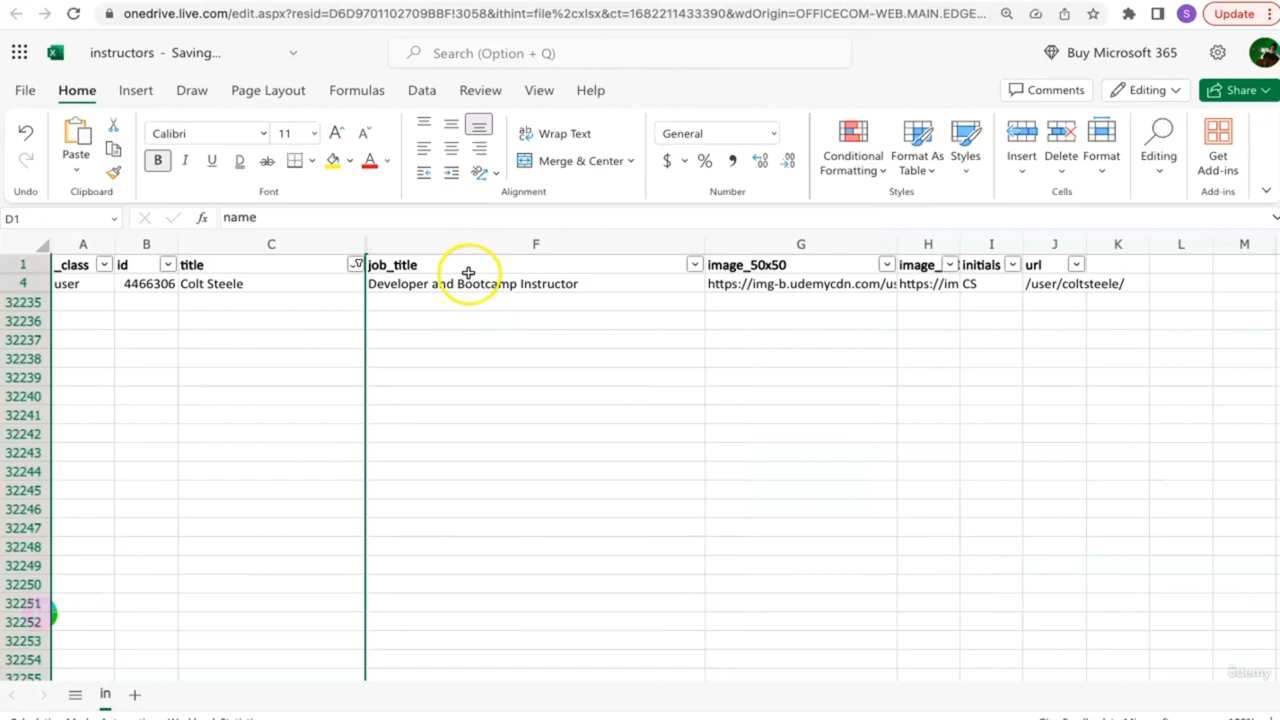 onedrive.live.com/edit.aspx?resid=D6D9701102709BBF!3058&ithint=file%2cxlsx&ct=1682211433390&wdOrigin=OFFICECOM-WEB.MAIN.EDGE...
S
Update
instructors - Saving...
Search (Option + Q)
Buy Microsoft 365
File Home Insert Draw Page Layout Formulas Data Review View Help
Comments Editing Share
Calibri 11
Wrap Text
General
Paste
B I U D ab A
Merge & Center
$ % 9
Conditional Formatting
Format As Table
Styles
Insert Delete Format
Editing
Get Add-ins
Undo Clipboard Font Alignment Number Styles Cells Add-ins
D1 fx name
A B C F G H I J K L M
1 _class id title job_title image_50x50 image_ initials url
4 user 4466306 Colt Steele Developer and Bootcamp Instructor https://img-b.udemycdn.com/us https://im CS /user/coltsteele/
32235
32236
32237
32238
32239
32240
32241
32242
32243
32244
32245
32246
32247
32248
32249
32250
32251
32252
32253
32254
32255
udemy
in